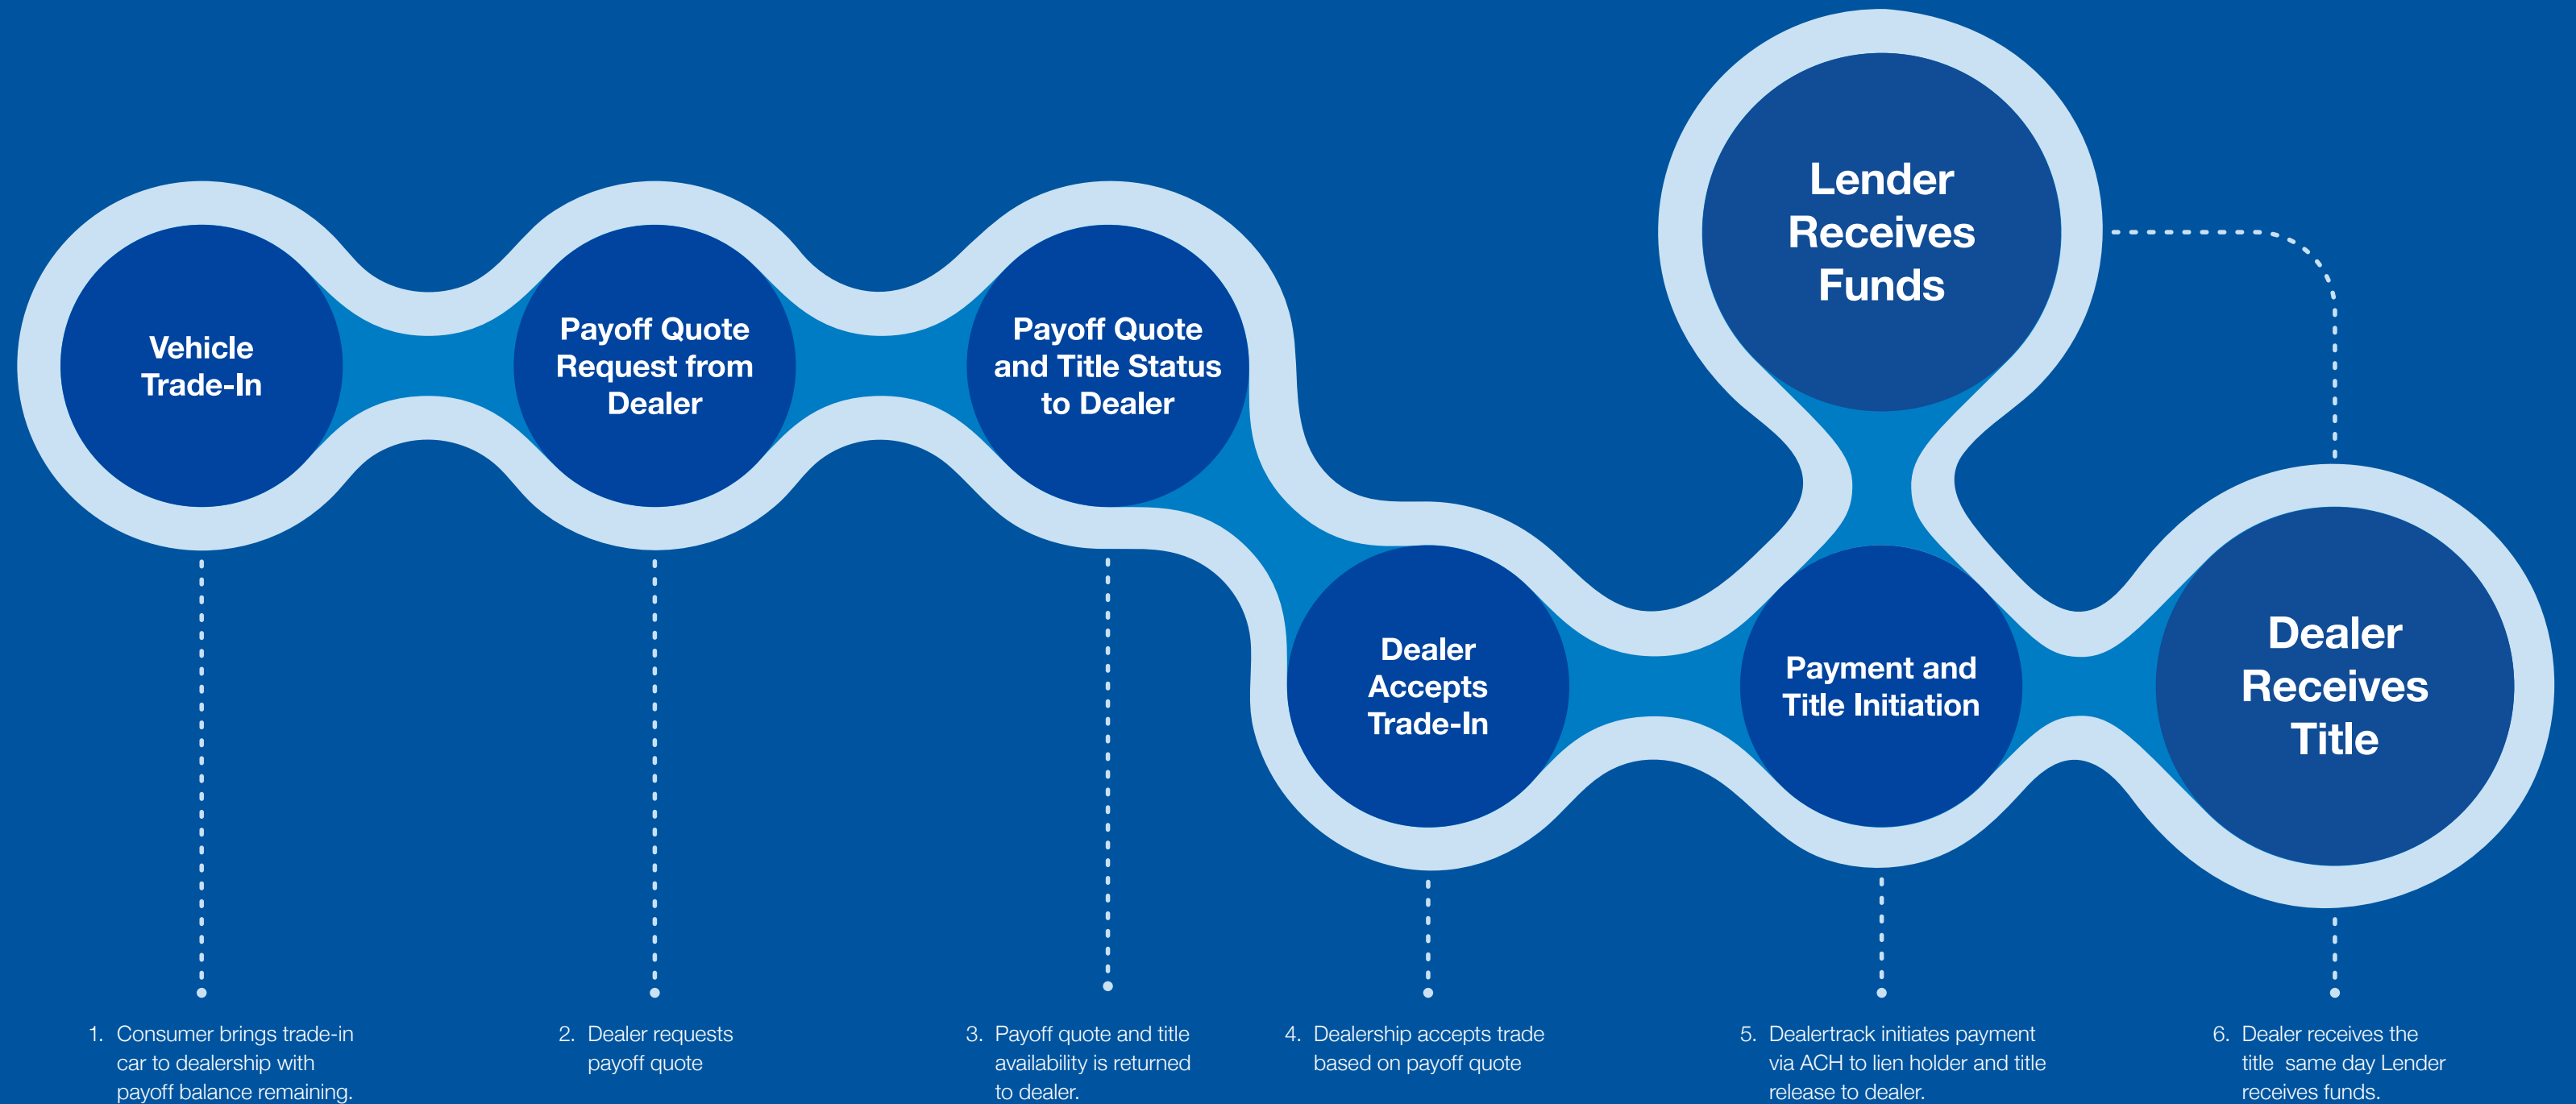 Vehicle
Trade-In
Payoff Quote
Request from
Dealer
Payoff Quote
and Title Status
to Dealer
Dealer
Accepts
Trade-In
Payment and
Title Initiation
Lender
Receives
Funds
Dealer
Receives
Title
1. Consumer brings trade-in
car to dealership with
payoff balance remaining.
2. Dealer requests
payoff quote
3. Payoff quote and title
availability is returned
to dealer.
4. Dealership accepts trade
based on payoff quote
5. Dealertrack initiates payment
via ACH to lien holder and title
release to dealer.
6. Dealer receives the
title  same day Lender
receives funds.